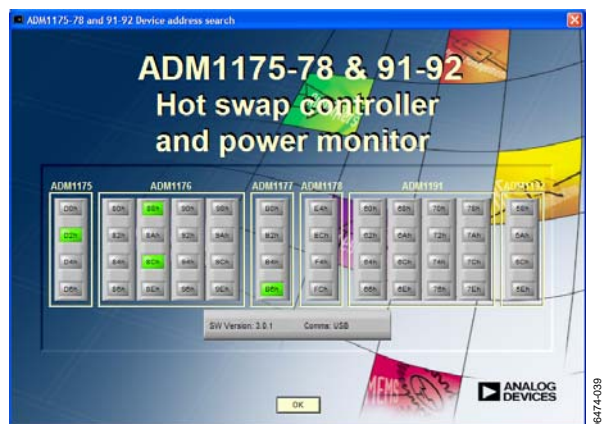 ADM1175-78 and 91-92 Device address search
ADM1175-78 & 91-92
Hot swap controller
and power monitor
ADM1175 ADM1176 ADM1177 ADM1178 ADM1191 ADM1192
D0h 80h 88h 90h 98h B0h E4h 60h 68h 70h 78h 58h
D2h 82h 8Ah 92h 9Ah B2h ECh 62h 6Ah 72h 7Ah 5Ah
D4h 84h 8Ch 94h 9Ch B4h F4h 64h 6Ch 74h 7Ch 5Ch
D6h 86h 8Eh 96h 9Eh B6h FCh 66h 6Eh 76h 7Eh 5Eh
SW Version: 3.0.1 Comms: USB
MEMS
ANALOG
DEVICES
OK
6474-039